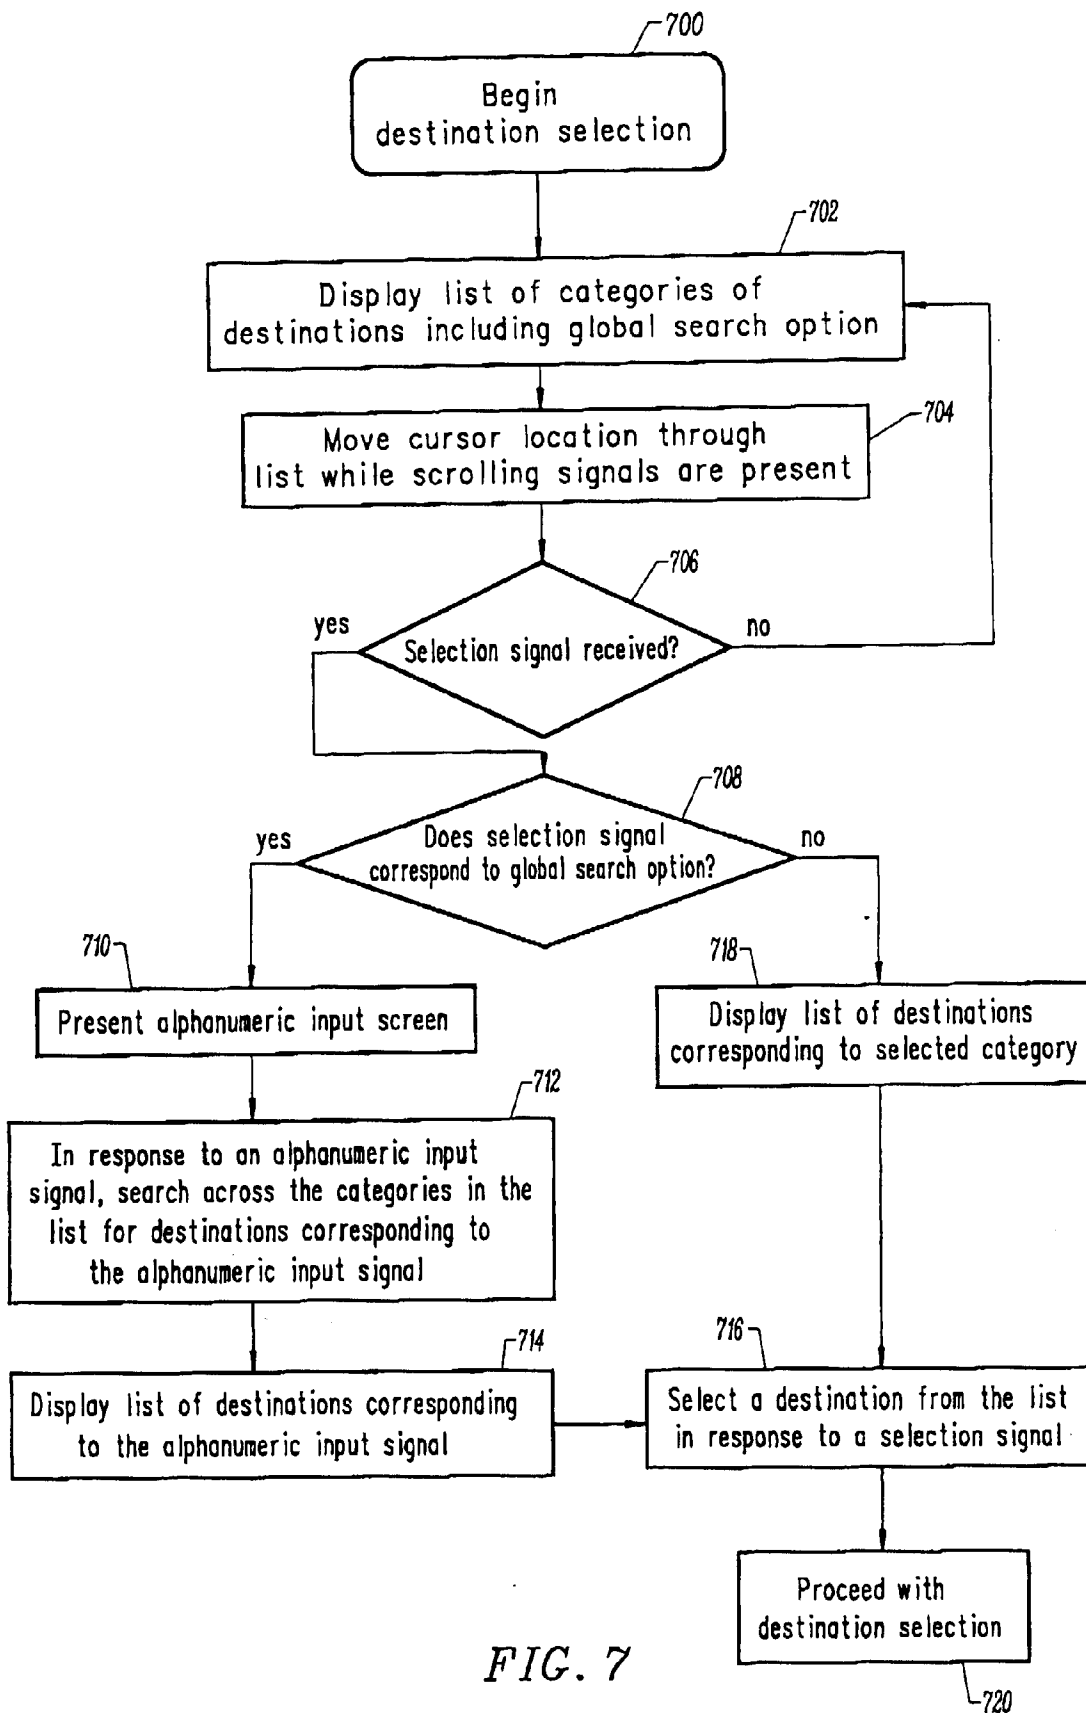 700
Begin
destination selection
702
Display list of categories of
destinations including global search option
704
Move cursor location through
list while scrolling signals are present
706
yes
no
Selection signal received?
708
yes
no
Does selection signal
correspond to global search option?
710
Present alphanumeric input screen
718
Display list of destinations
corresponding to selected category
712
In response to an alphanumeric input
signal, search across the categories in the
list for destinations corresponding to
the alphanumeric input signal
714
Display list of destinations corresponding
to the alphanumeric input signal
716
Select a destination from the list
in response to a selection signal
Proceed with
destination selection
720
FIG. 7